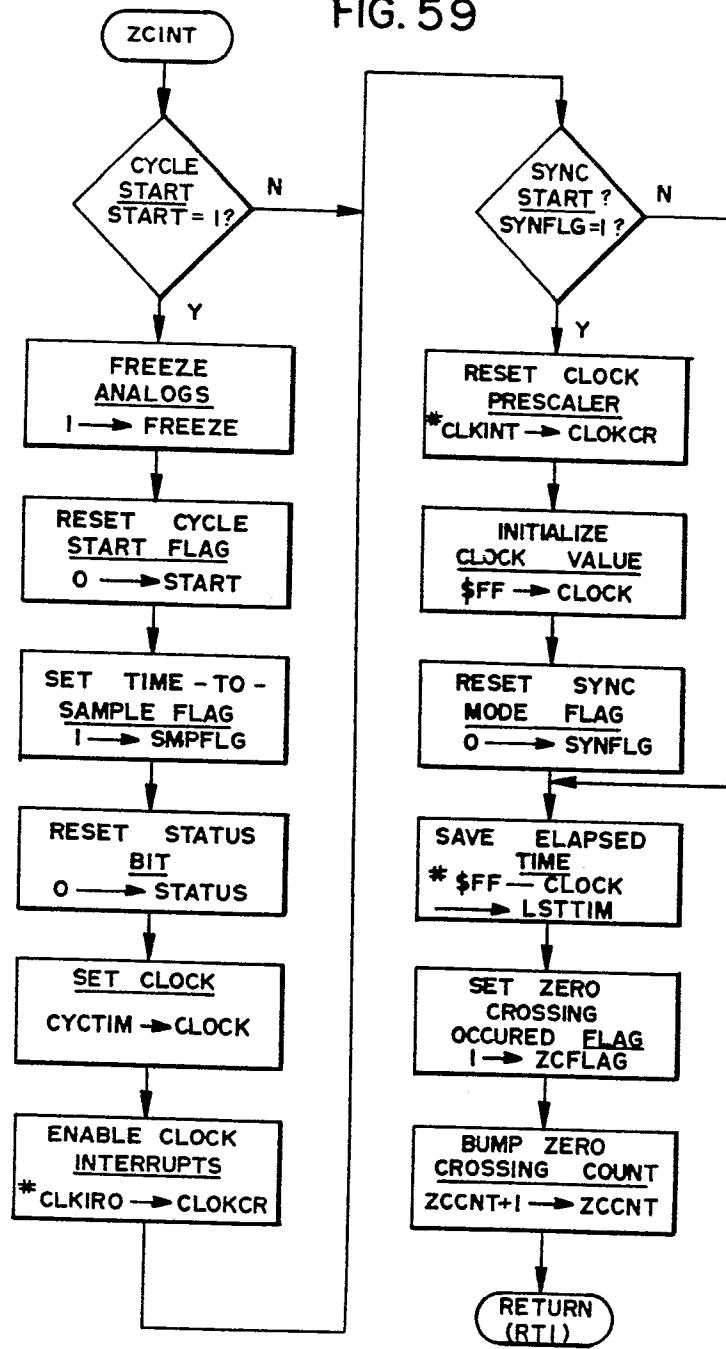 FIG. 59
ZCINT
CYCLE
START
START = 1?
N
Y
FREEZE
ANALOGS
1 → FREEZE
RESET CYCLE
START FLAG
0 → START
SET TIME-TO-
SAMPLE FLAG
1 → SMPFLG
RESET STATUS
BIT
0 → STATUS
SET CLOCK
CYCTIM → CLOCK
ENABLE CLOCK
INTERRUPTS
*CLKIRO → CLOKCR
SYNC
START ?
SYNFLG=1 ?
N
Y
RESET CLOCK
PRESCALER
*CLKINT → CLOKCR
INITIALIZE
CLOCK VALUE
$FF → CLOCK
RESET SYNC
MODE FLAG
0 → SYNFLG
SAVE ELAPSED
TIME
* $FF — CLOCK
→ LSTTIM
SET ZERO
CROSSING
OCCURED FLAG
1 → ZCFLAG
BUMP ZERO
CROSSING COUNT
ZCCNT+1 → ZCCNT
RETURN
(RTI)